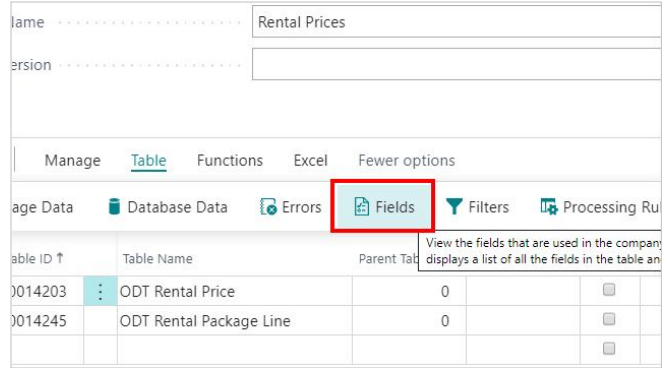 Name Rental Prices
ersion
Manage Table Functions Excel Fewer options
age Data Database Data Errors Fields Filters Processing Ru
View the fields that are used in the company
displays a list of all the fields in the table an
able ID ↑ Table Name Parent Tab
0014203 ODT Rental Price 0
0014245 ODT Rental Package Line 0